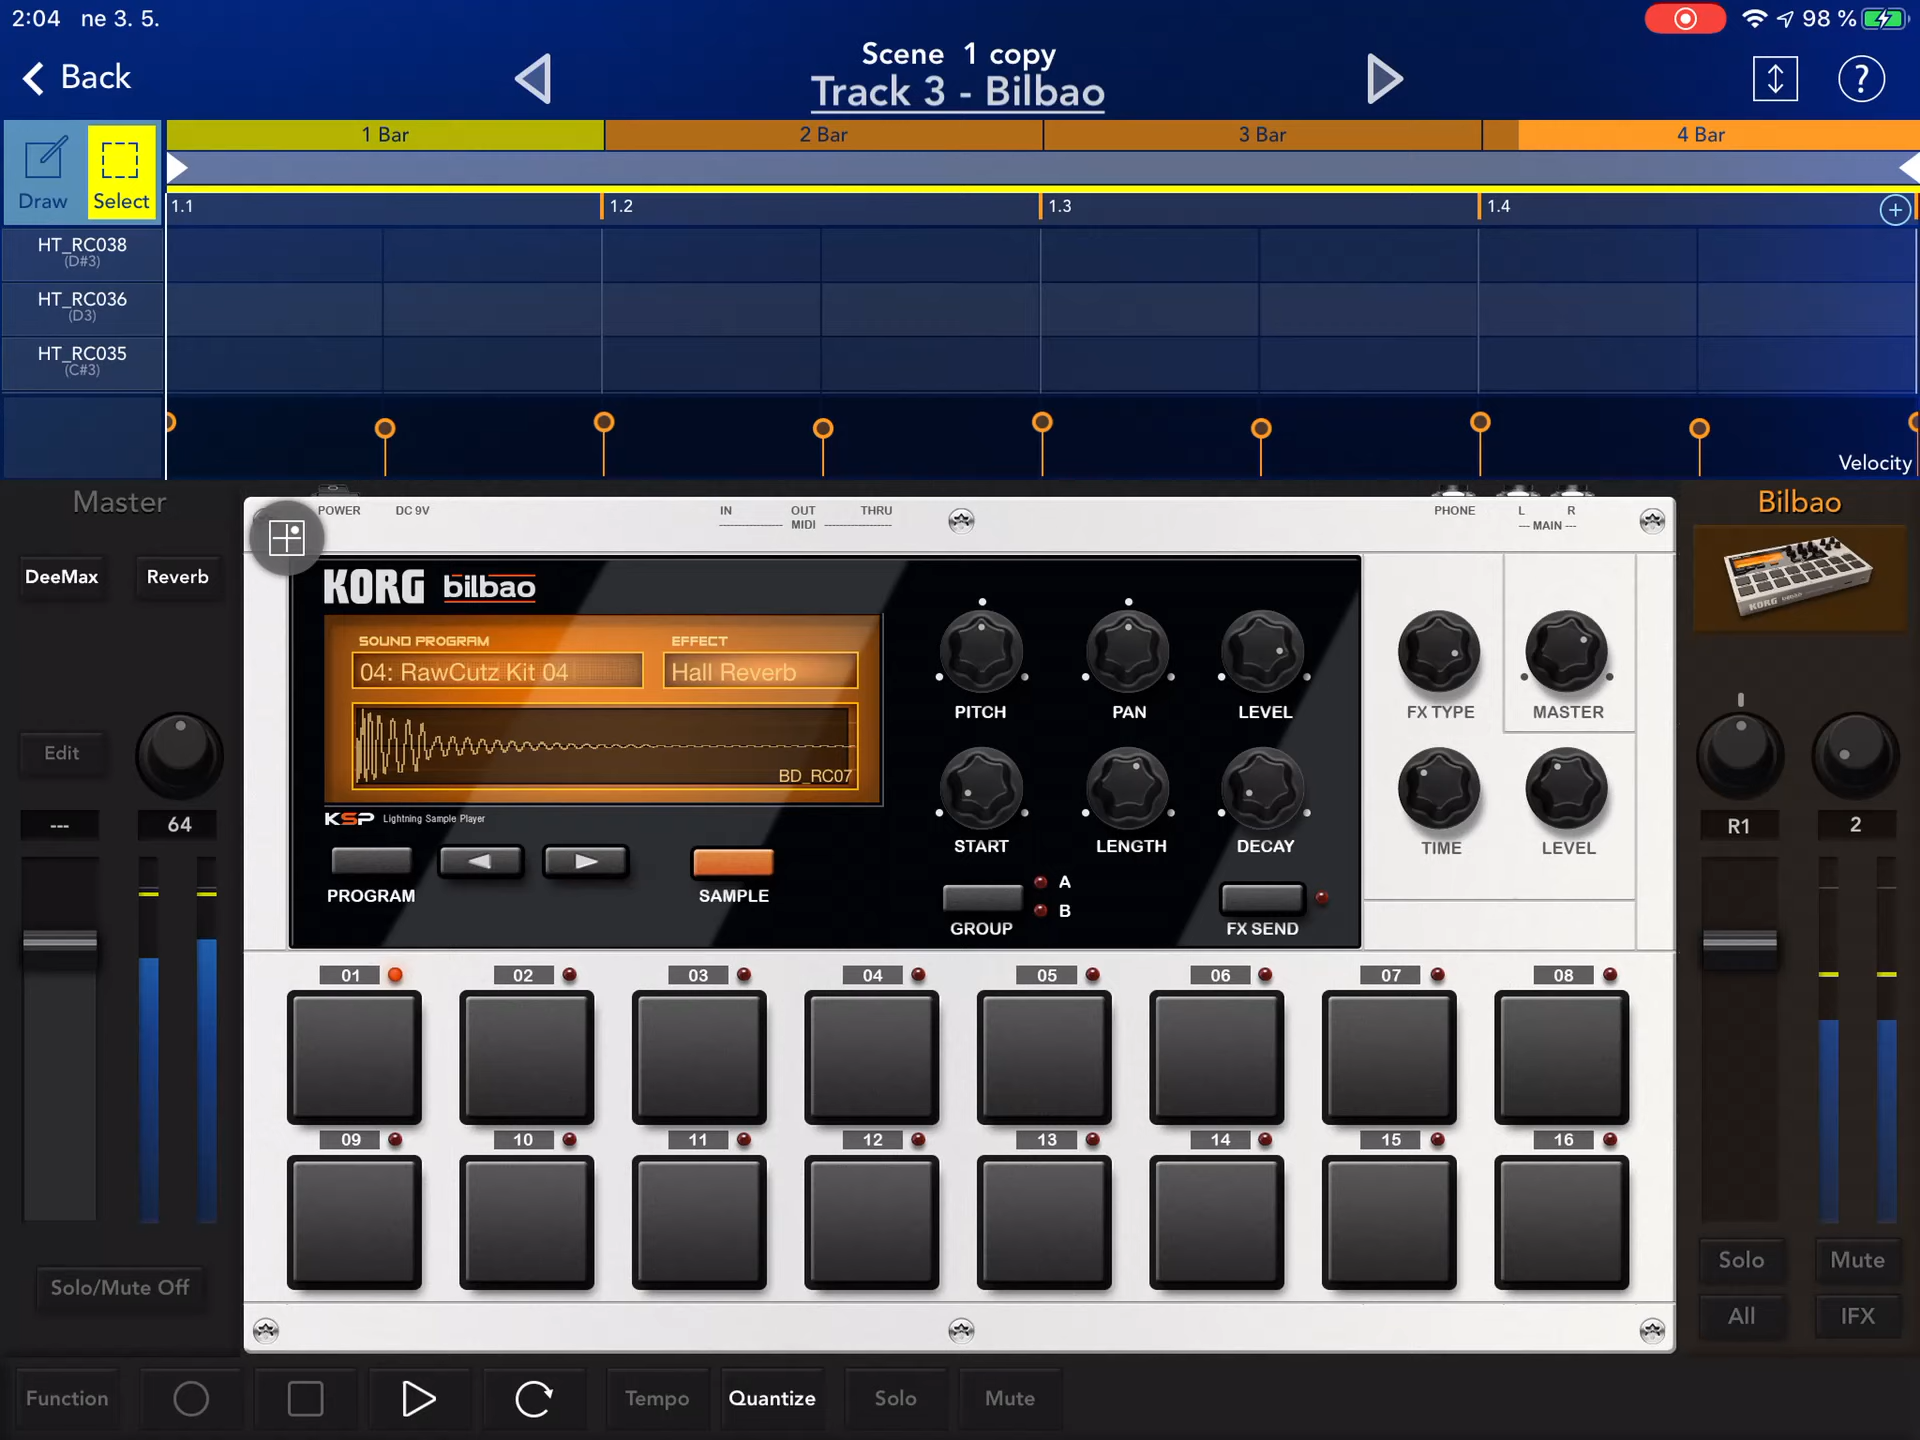 2:04 ne 3. 5.
98 %
Back
Scene 1 copy
Track 3 - Bilbao
?
Draw
Select
1 Bar
2 Bar
3 Bar
4 Bar
1.1
1.2
1.3
1.4
HT_RC038
(D#3)
HT_RC036
(D3)
HT_RC035
(C#3)
Velocity
Master
DeeMax
Reverb
Edit
---
64
Solo/Mute Off
POWER
DC 9V
IN
OUT
THRU
MIDI
PHONE
L
R
--- MAIN ---
KORG bilbao
SOUND PROGRAM
EFFECT
04: RawCutz Kit 04
Hall Reverb
BD_RC07
KSP Lightning Sample Player
PROGRAM
SAMPLE
PITCH
PAN
LEVEL
FX TYPE
MASTER
START
LENGTH
DECAY
TIME
LEVEL
A
B
GROUP
FX SEND
01
02
03
04
05
06
07
08
09
10
11
12
13
14
15
16
Bilbao
KORG
R1
2
Solo
Mute
All
IFX
Function
Tempo
Quantize
Solo
Mute